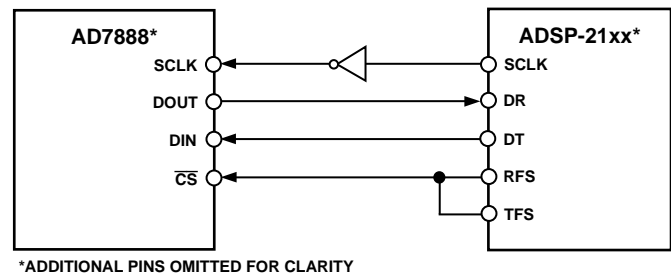 AD7888*
SCLK
DOUT
DIN
CS
ADSP-21xx*
SCLK
DR
DT
RFS
TFS
*ADDITIONAL PINS OMITTED FOR CLARITY